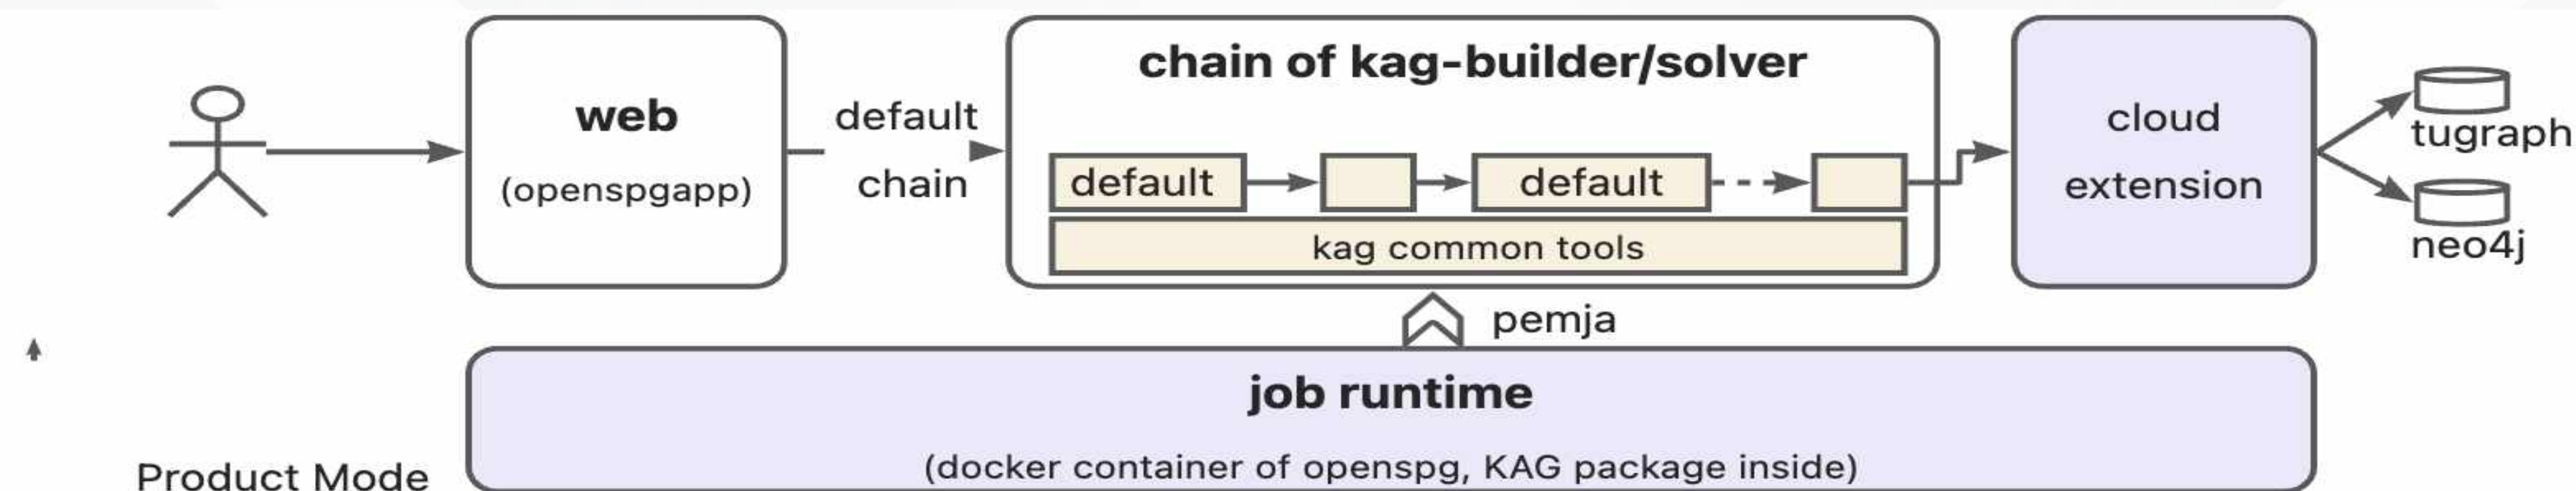 web
(openspgapp)
default
chain
chain of kag-builder/solver
default
default
kag common tools
cloud
extension
tugraph
neo4j
pemja
job runtime
(docker container of openspg, KAG package inside)
Product Mode